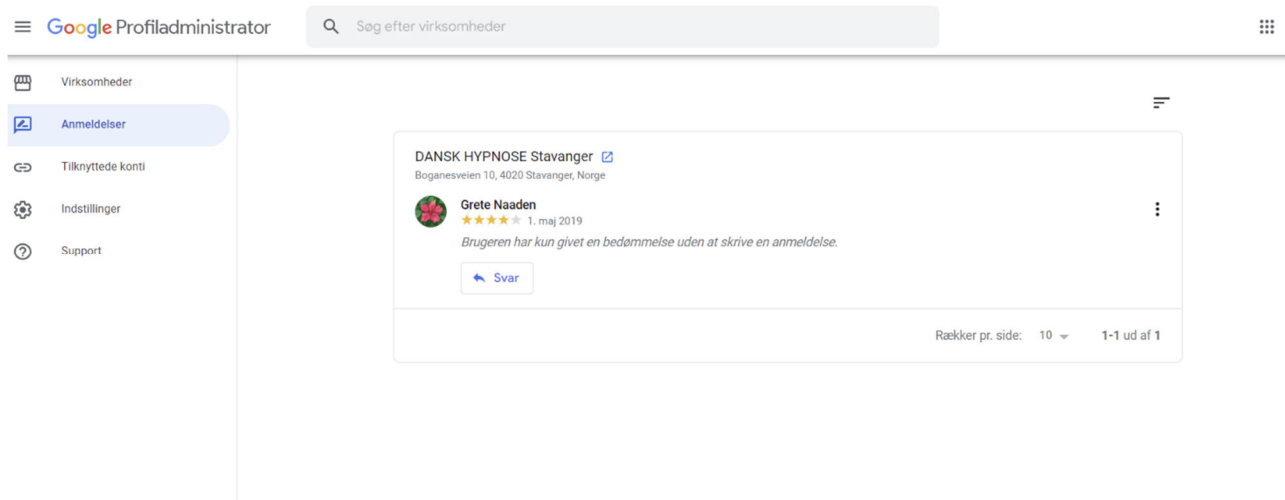 Google Profiladministrator
Søg efter virksomheder
Virksomheder
Anmeldelser
Tilknyttede konti
Indstillinger
Support
DANSK HYPNOSE Stavanger
Boganesveien 10, 4020 Stavanger, Norge
Grete Naaden
1. maj 2019
Brugeren har kun givet en bedømmelse uden at skrive en anmeldelse.
Svar
Rækker pr. side: 10 1-1 ud af 1